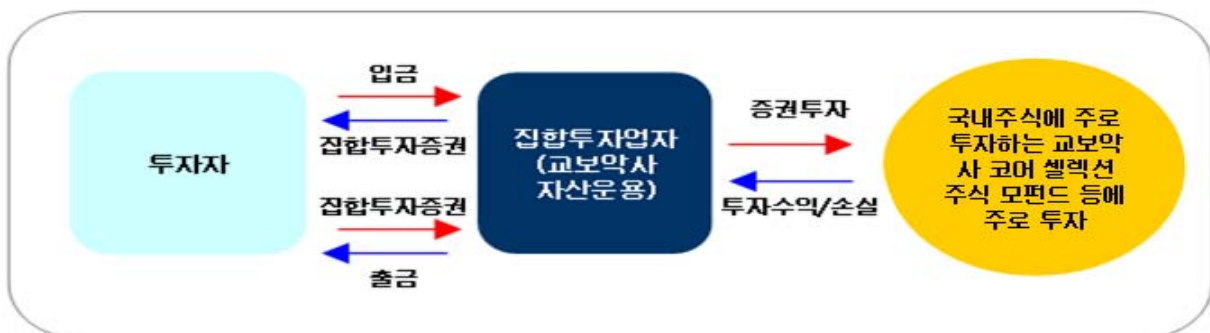 투자자
입금
집합투자증권
집합투자증권
출금
집합투자업자
(교보악사
자산운용)
증권투자
투자수익/손실
국내주식에 주로
투자하는 교보악
사 코어 셀렉션
주식 모펀드 등에
주로 투자